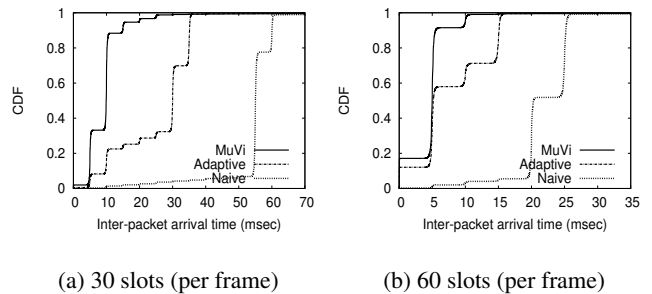 1
0.8
0.6
0.4
0.2
0
CDF
MuVi
Adaptive
Naive
0 10 20 30 40 50 60 70
Inter-packet arrival time (msec)
(a) 30 slots (per frame)
1
0.8
0.6
0.4
0.2
0
CDF
MuVi
Adaptive
Naive
0 5 10 15 20 25 30 35
Inter-packet arrival time (msec)
(b) 60 slots (per frame)